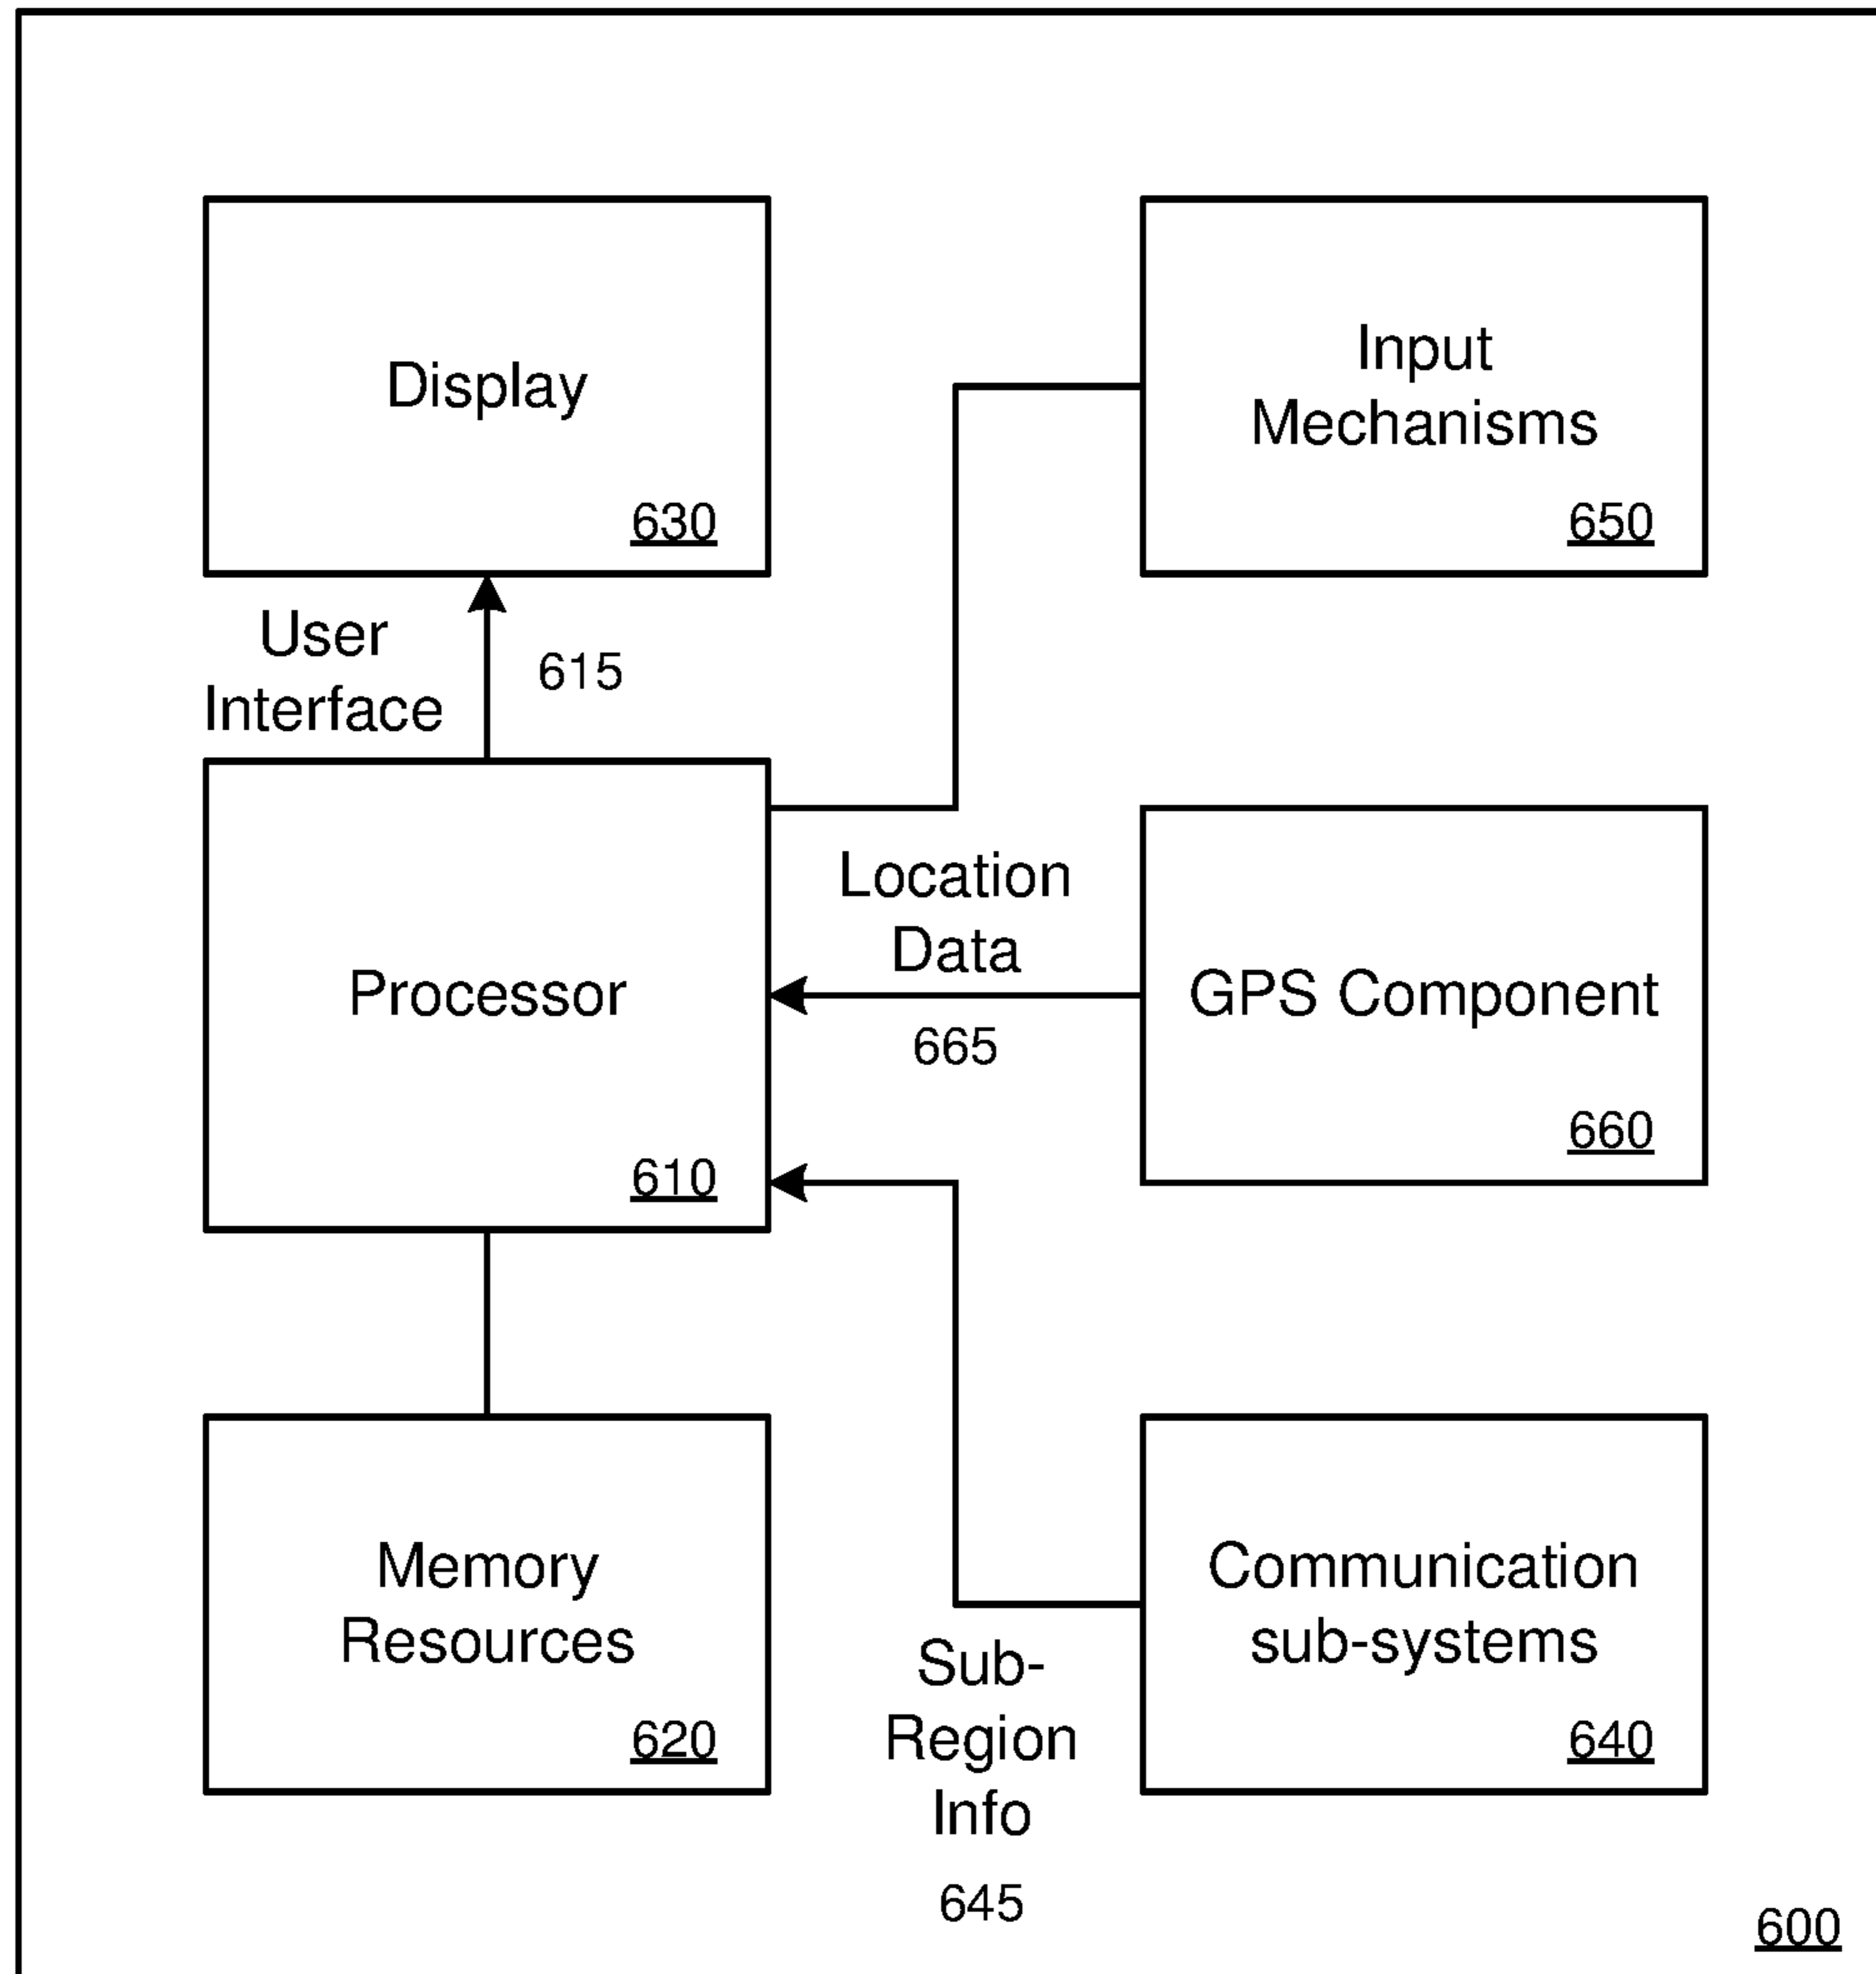 Display
630
Input
Mechanisms
650
User
Interface
615
Processor
610
Location
Data
665
GPS Component
660
Memory
Resources
620
Sub-
Region
Info
645
Communication
sub-systems
640
600